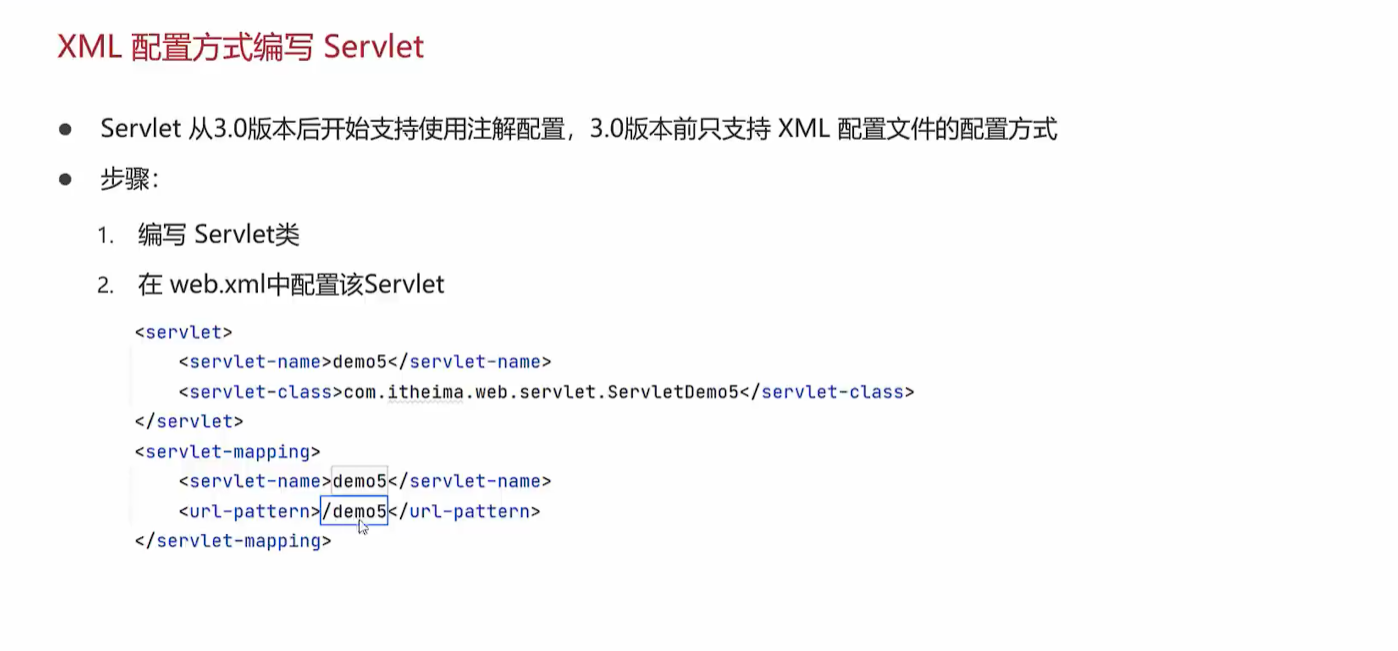 XML 配置方式编写 Servlet
● Servlet 从3.0版本后开始支持使用注解配置，3.0版本前只支持 XML 配置文件的配置方式
● 步骤：
1. 编写 Servlet类
2. 在 web.xml中配置该Servlet
<servlet>
<servlet-name>demo5</servlet-name>
<servlet-class>com.itheima.web.servlet.ServletDemo5</servlet-class>
</servlet>
<servlet-mapping>
<servlet-name>demo5</servlet-name>
<url-pattern>/demo5</url-pattern>
</servlet-mapping>